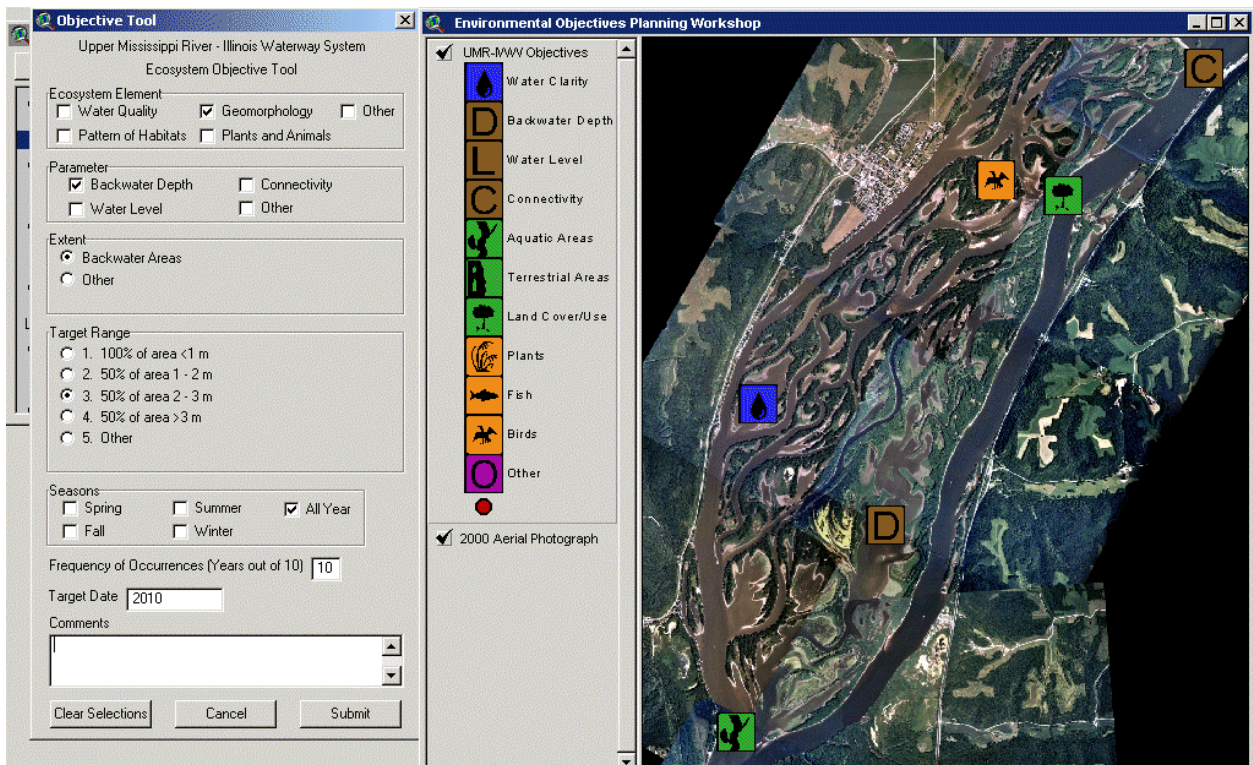 Objective Tool
Upper Mississippi River - Illinois Waterway System
Ecosystem Objective Tool
Ecosystem Element
Water Quality
Geomorphology
Other
Pattern of Habitats
Plants and Animals
Parameter
Backwater Depth
Connectivity
Water Level
Other
Extent
Backwater Areas
Other
Target Range
1. 100% of area <1 m
2. 50% of area 1 - 2 m
3. 50% of area 2 - 3 m
4. 50% of area >3 m
5. Other
Seasons
Spring
Summer
All Year
Fall
Winter
Frequency of Occurrences (Years out of 10) 10
Target Date 2010
Comments
Clear Selections
Cancel
Submit
Environmental Objectives Planning Workshop
UMR-IWW Objectives
Water Clarity
D Backwater Depth
L Water Level
C Connectivity
Aquatic Areas
Terrestrial Areas
Land Cover/Use
Plants
Fish
Birds
O Other
2000 Aerial Photograph
C
D